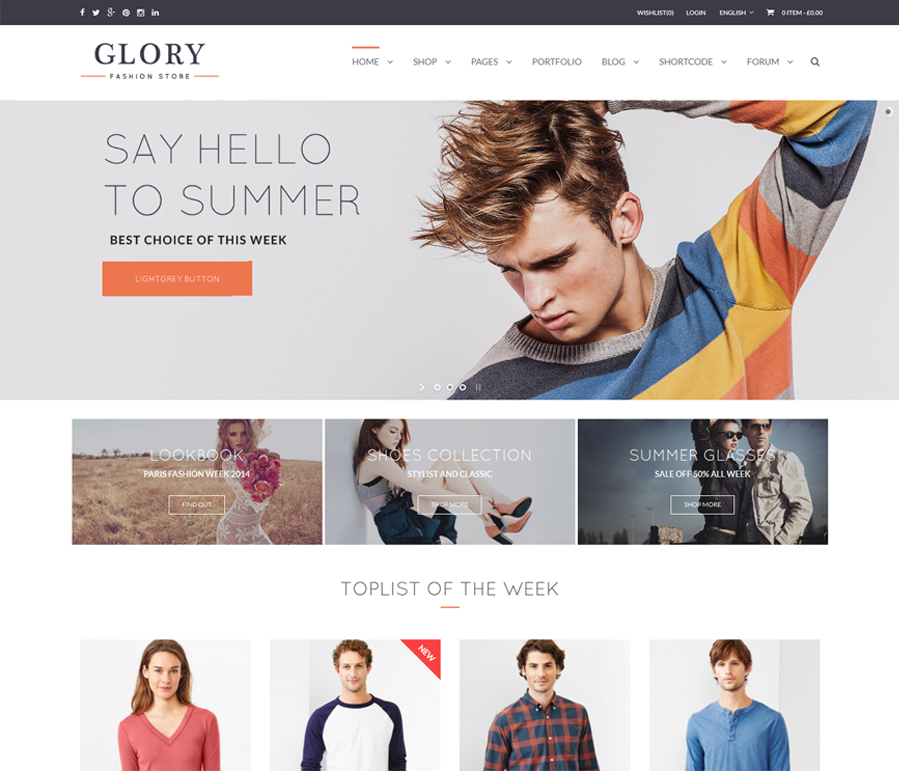 WISHLIST(0) LOGIN ENGLISH 0 ITEM - £0.00
GLORY
FASHION STORE
HOME SHOP PAGES PORTFOLIO BLOG SHORTCODE FORUM
SAY HELLO
TO SUMMER
BEST CHOICE OF THIS WEEK
LIGHTGREY BUTTON
LOOKBOOK
PARIS FASHION WEEK 2014
FIND OUT
SHOES COLLECTION
STYLIST AND CLASSIC
SHOP MORE
SUMMER GLASSES
SALE OFF 50% ALL WEEK
SHOP MORE
TOPLIST OF THE WEEK
NEW